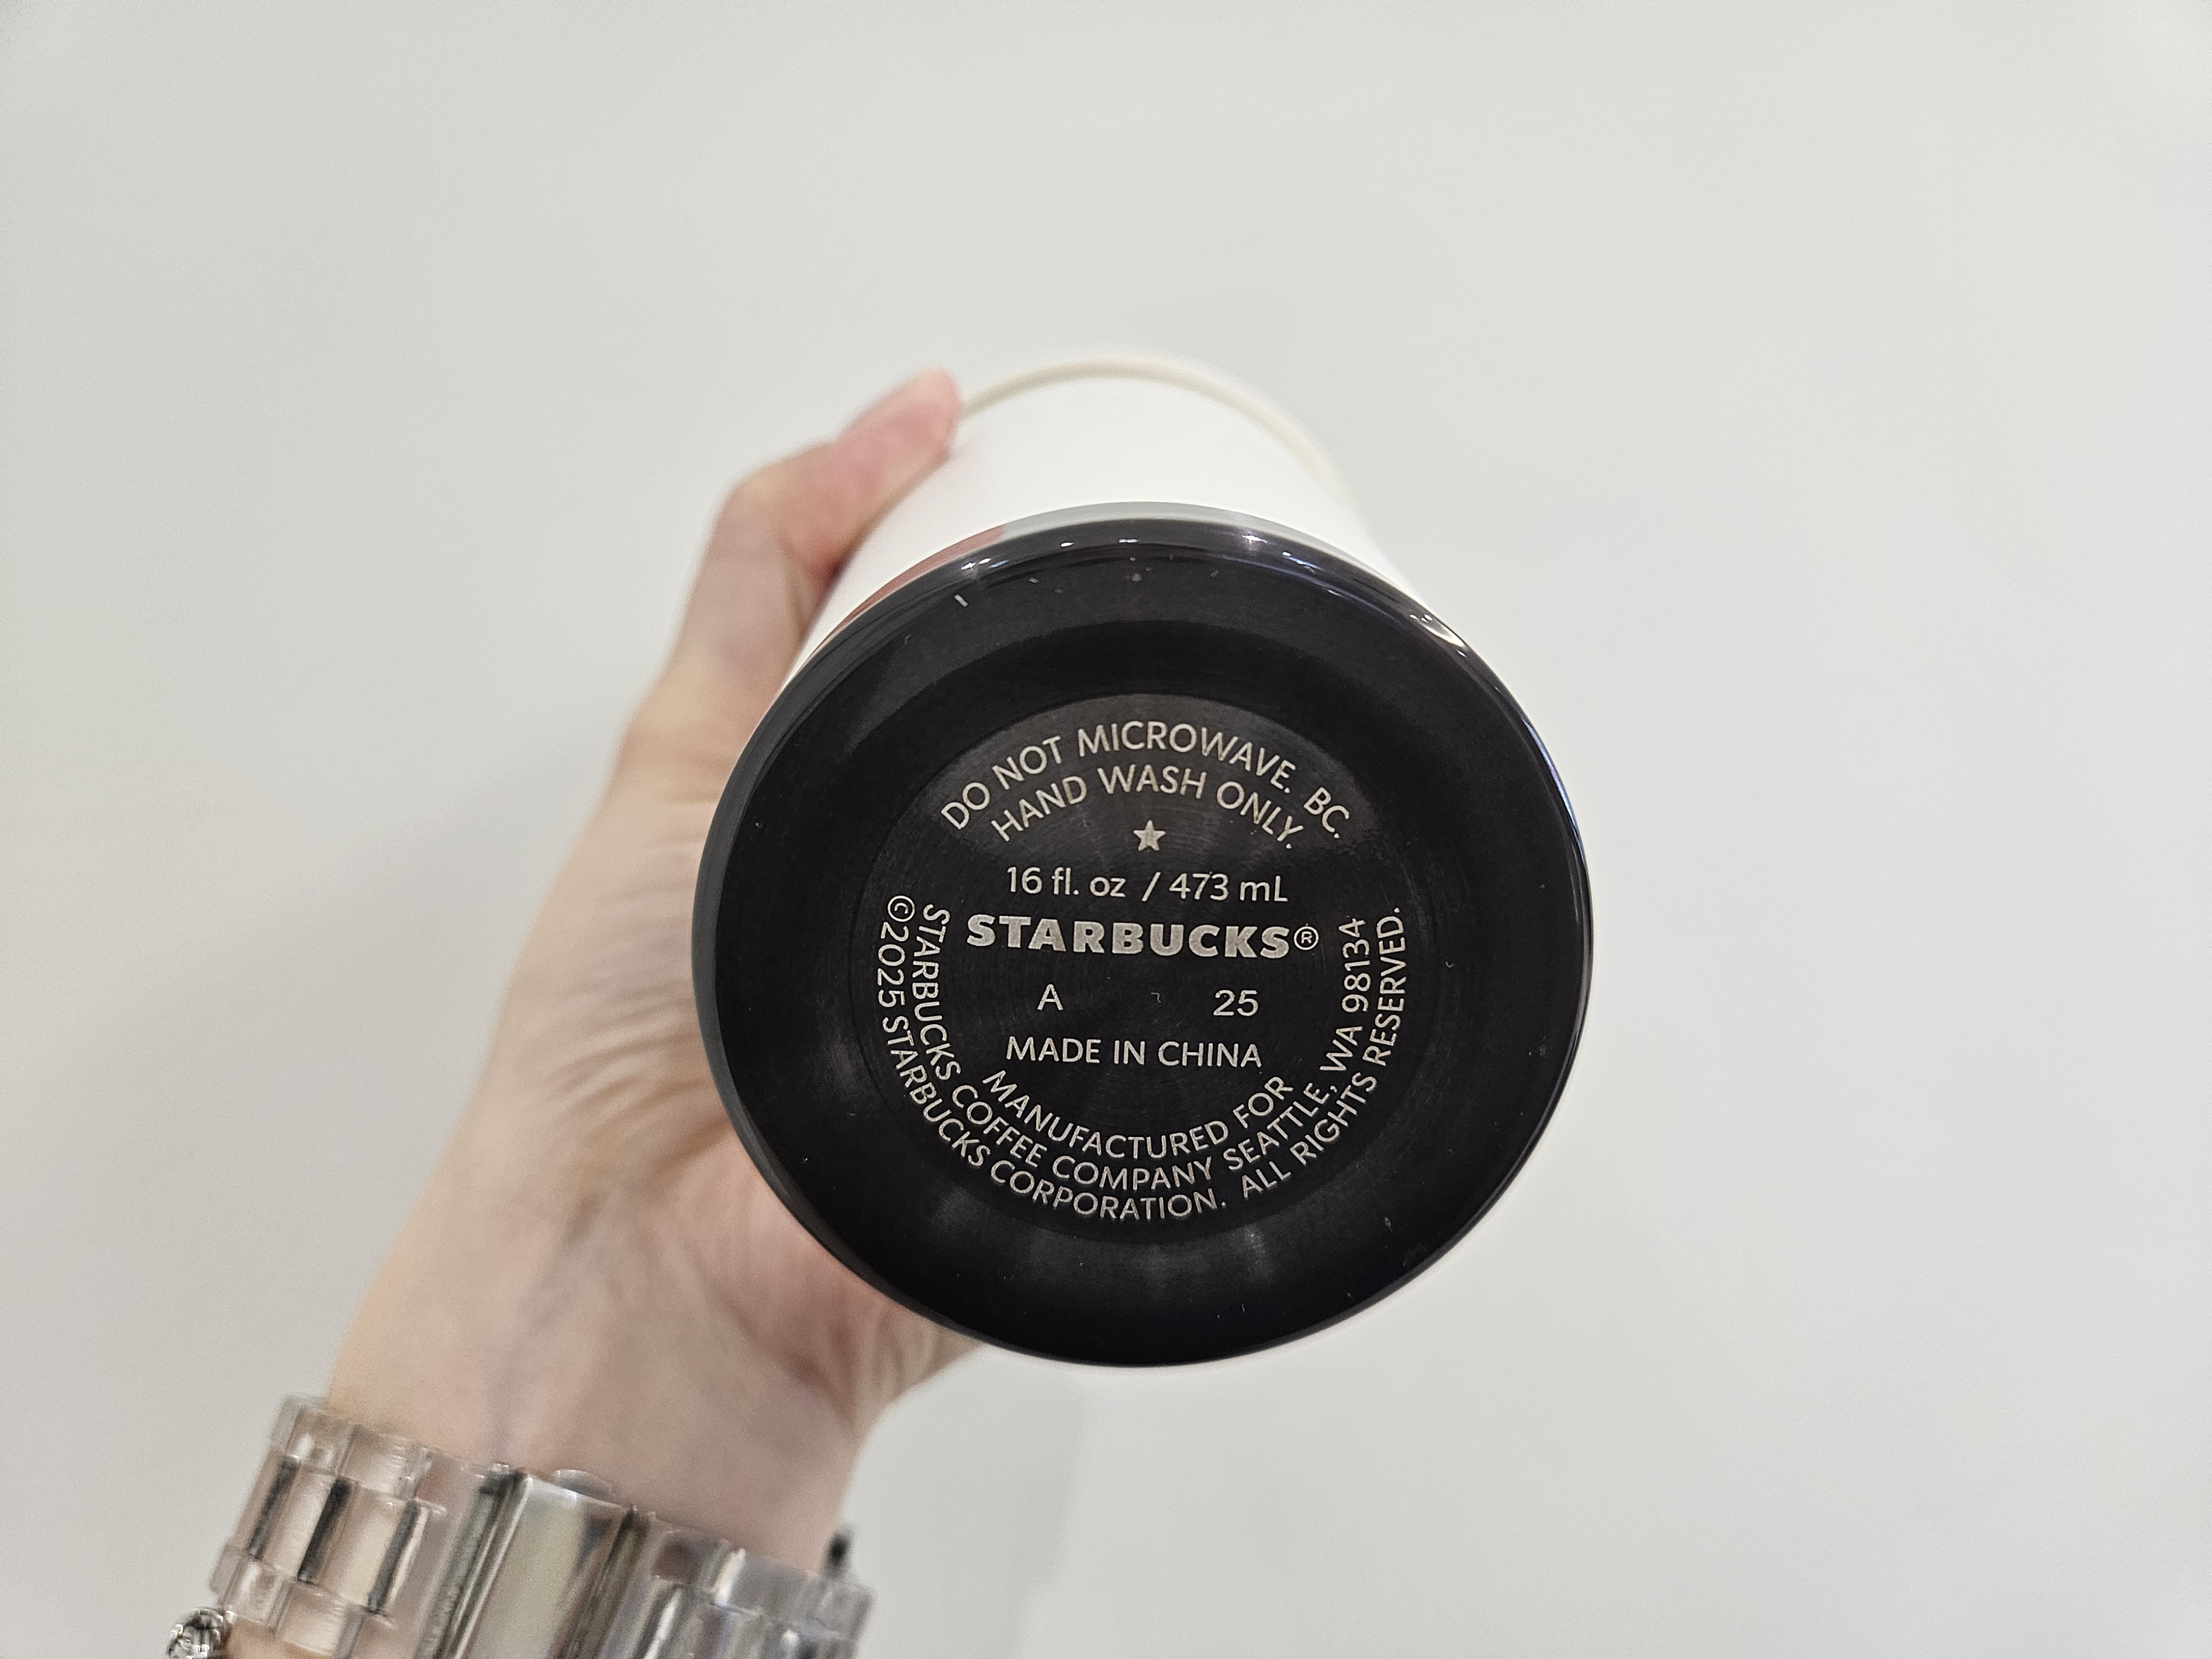 DO NOT MICROWAVE. BC.
HAND WASH ONLY.
16 fl. oz / 473 mL
STARBUCKS®
A 25
MADE IN CHINA
MANUFACTURED FOR
STARBUCKS COFFEE COMPANY SEATTLE, WA 98134
©2025 STARBUCKS CORPORATION. ALL RIGHTS RESERVED.